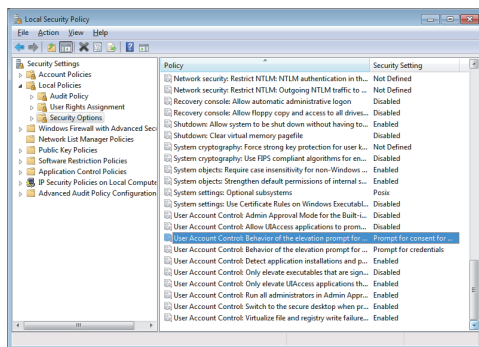 Local Security Policy
File Action View Help
Security Settings
Account Policies
Local Policies
Audit Policy
User Rights Assignment
Security Options
Windows Firewall with Advanced Secu
Network List Manager Policies
Public Key Policies
Software Restriction Policies
Application Control Policies
IP Security Policies on Local Compute
Advanced Audit Policy Configuration
Policy Security Setting
Network security: Restrict NTLM: NTLM authentication in th... Not Defined
Network security: Restrict NTLM: Outgoing NTLM traffic to ... Not Defined
Recovery console: Allow automatic administrative logon Disabled
Recovery console: Allow floppy copy and access to all drives... Disabled
Shutdown: Allow system to be shut down without having to... Enabled
Shutdown: Clear virtual memory pagefile Disabled
System cryptography: Force strong key protection for user k... Not Defined
System cryptography: Use FIPS compliant algorithms for en... Disabled
System objects: Require case insensitivity for non-Windows ... Enabled
System objects: Strengthen default permissions of internal s... Enabled
System settings: Optional subsystems Posix
System settings: Use Certificate Rules on Windows Executabl... Disabled
User Account Control: Admin Approval Mode for the Built-i... Disabled
User Account Control: Allow UIAccess applications to prom... Disabled
User Account Control: Behavior of the elevation prompt for ... Prompt for consent for ...
User Account Control: Behavior of the elevation prompt for ... Prompt for credentials
User Account Control: Detect application installations and p... Enabled
User Account Control: Only elevate executables that are sign... Disabled
User Account Control: Only elevate UIAccess applications th... Enabled
User Account Control: Run all administrators in Admin Appr... Enabled
User Account Control: Switch to the secure desktop when pr... Enabled
User Account Control: Virtualize file and registry write failure... Enabled